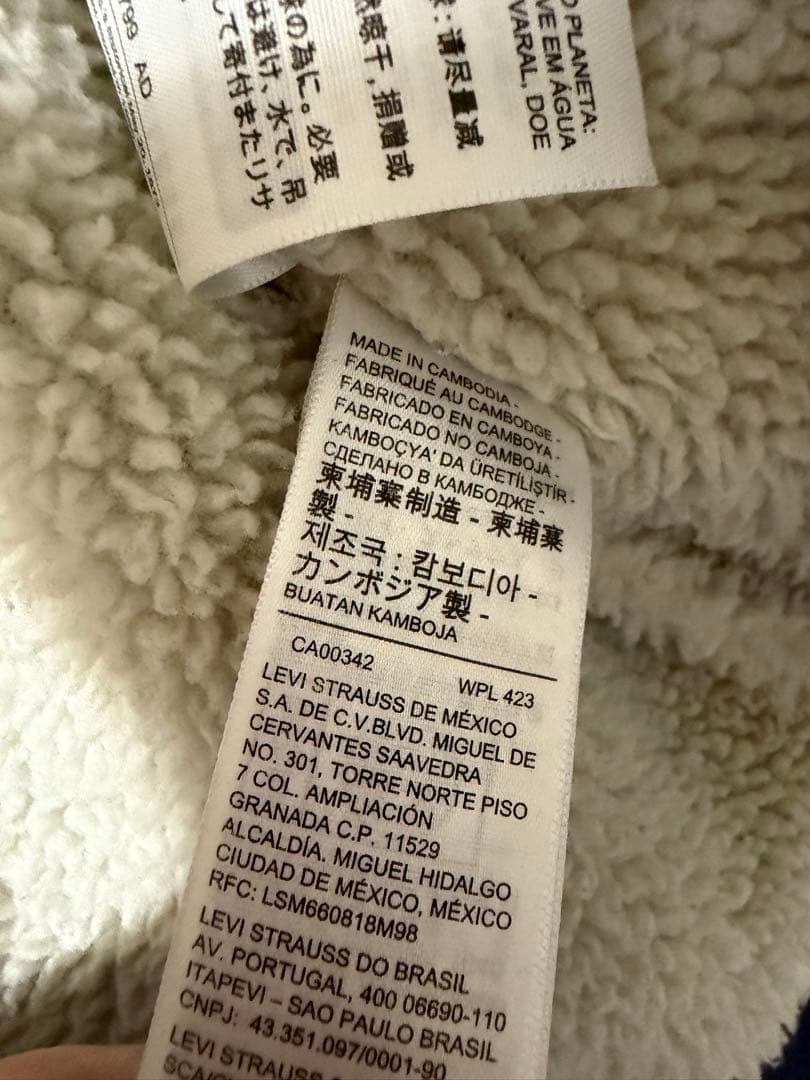 799 AD
の為に。必要
は避け、水で、吊
して寄付またリサ
然晾干，捐赠或
：请尽量减
O PLANETA:
VE EM ÁGUA
VARAL, DOE
MADE IN CAMBODIA -
FABRIQUÉ AU CAMBODGE -
FABRICADO EN CAMBOYA -
FABRICADO NO CAMBOJA -
KAMBOÇYA' DA ÜRETİLİŞTİR -
СДЕЛАНО В КАМБОДЖЕ -
柬埔寨制造 - 柬埔寨
製 -
제조국 : 캄보디아 -
カンボジア製 -
BUATAN KAMBOJA
CA00342 WPL 423
LEVI STRAUSS DE MÉXICO
S.A. DE C.V.BLVD. MIGUEL DE
CERVANTES SAAVEDRA
NO. 301, TORRE NORTE PISO
7 COL. AMPLIACIÓN
GRANADA C.P. 11529
ALCALDÍA. MIGUEL HIDALGO
CIUDAD DE MÉXICO, MÉXICO
RFC: LSM660818M98
LEVI STRAUSS DO BRASIL
AV. PORTUGAL, 400 06690-110
ITAPEVI – SAO PAULO BRASIL
CNPJ: 43.351.097/0001-90
LEVI STRAUSS